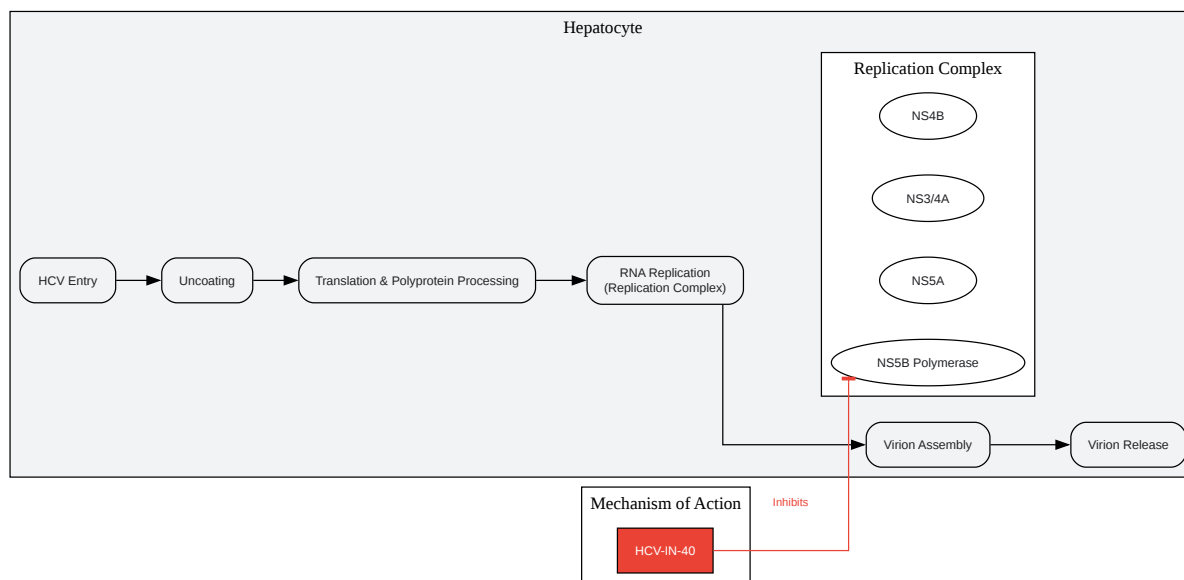 Hepatocyte
Replication Complex
NS4B
NS3/4A
NS5A
NS5B Polymerase
HCV Entry
Uncoating
Translation & Polyprotein Processing
RNA Replication
(Replication Complex)
Virion Assembly
Virion Release
Mechanism of Action
HCV-IN-40
Inhibits